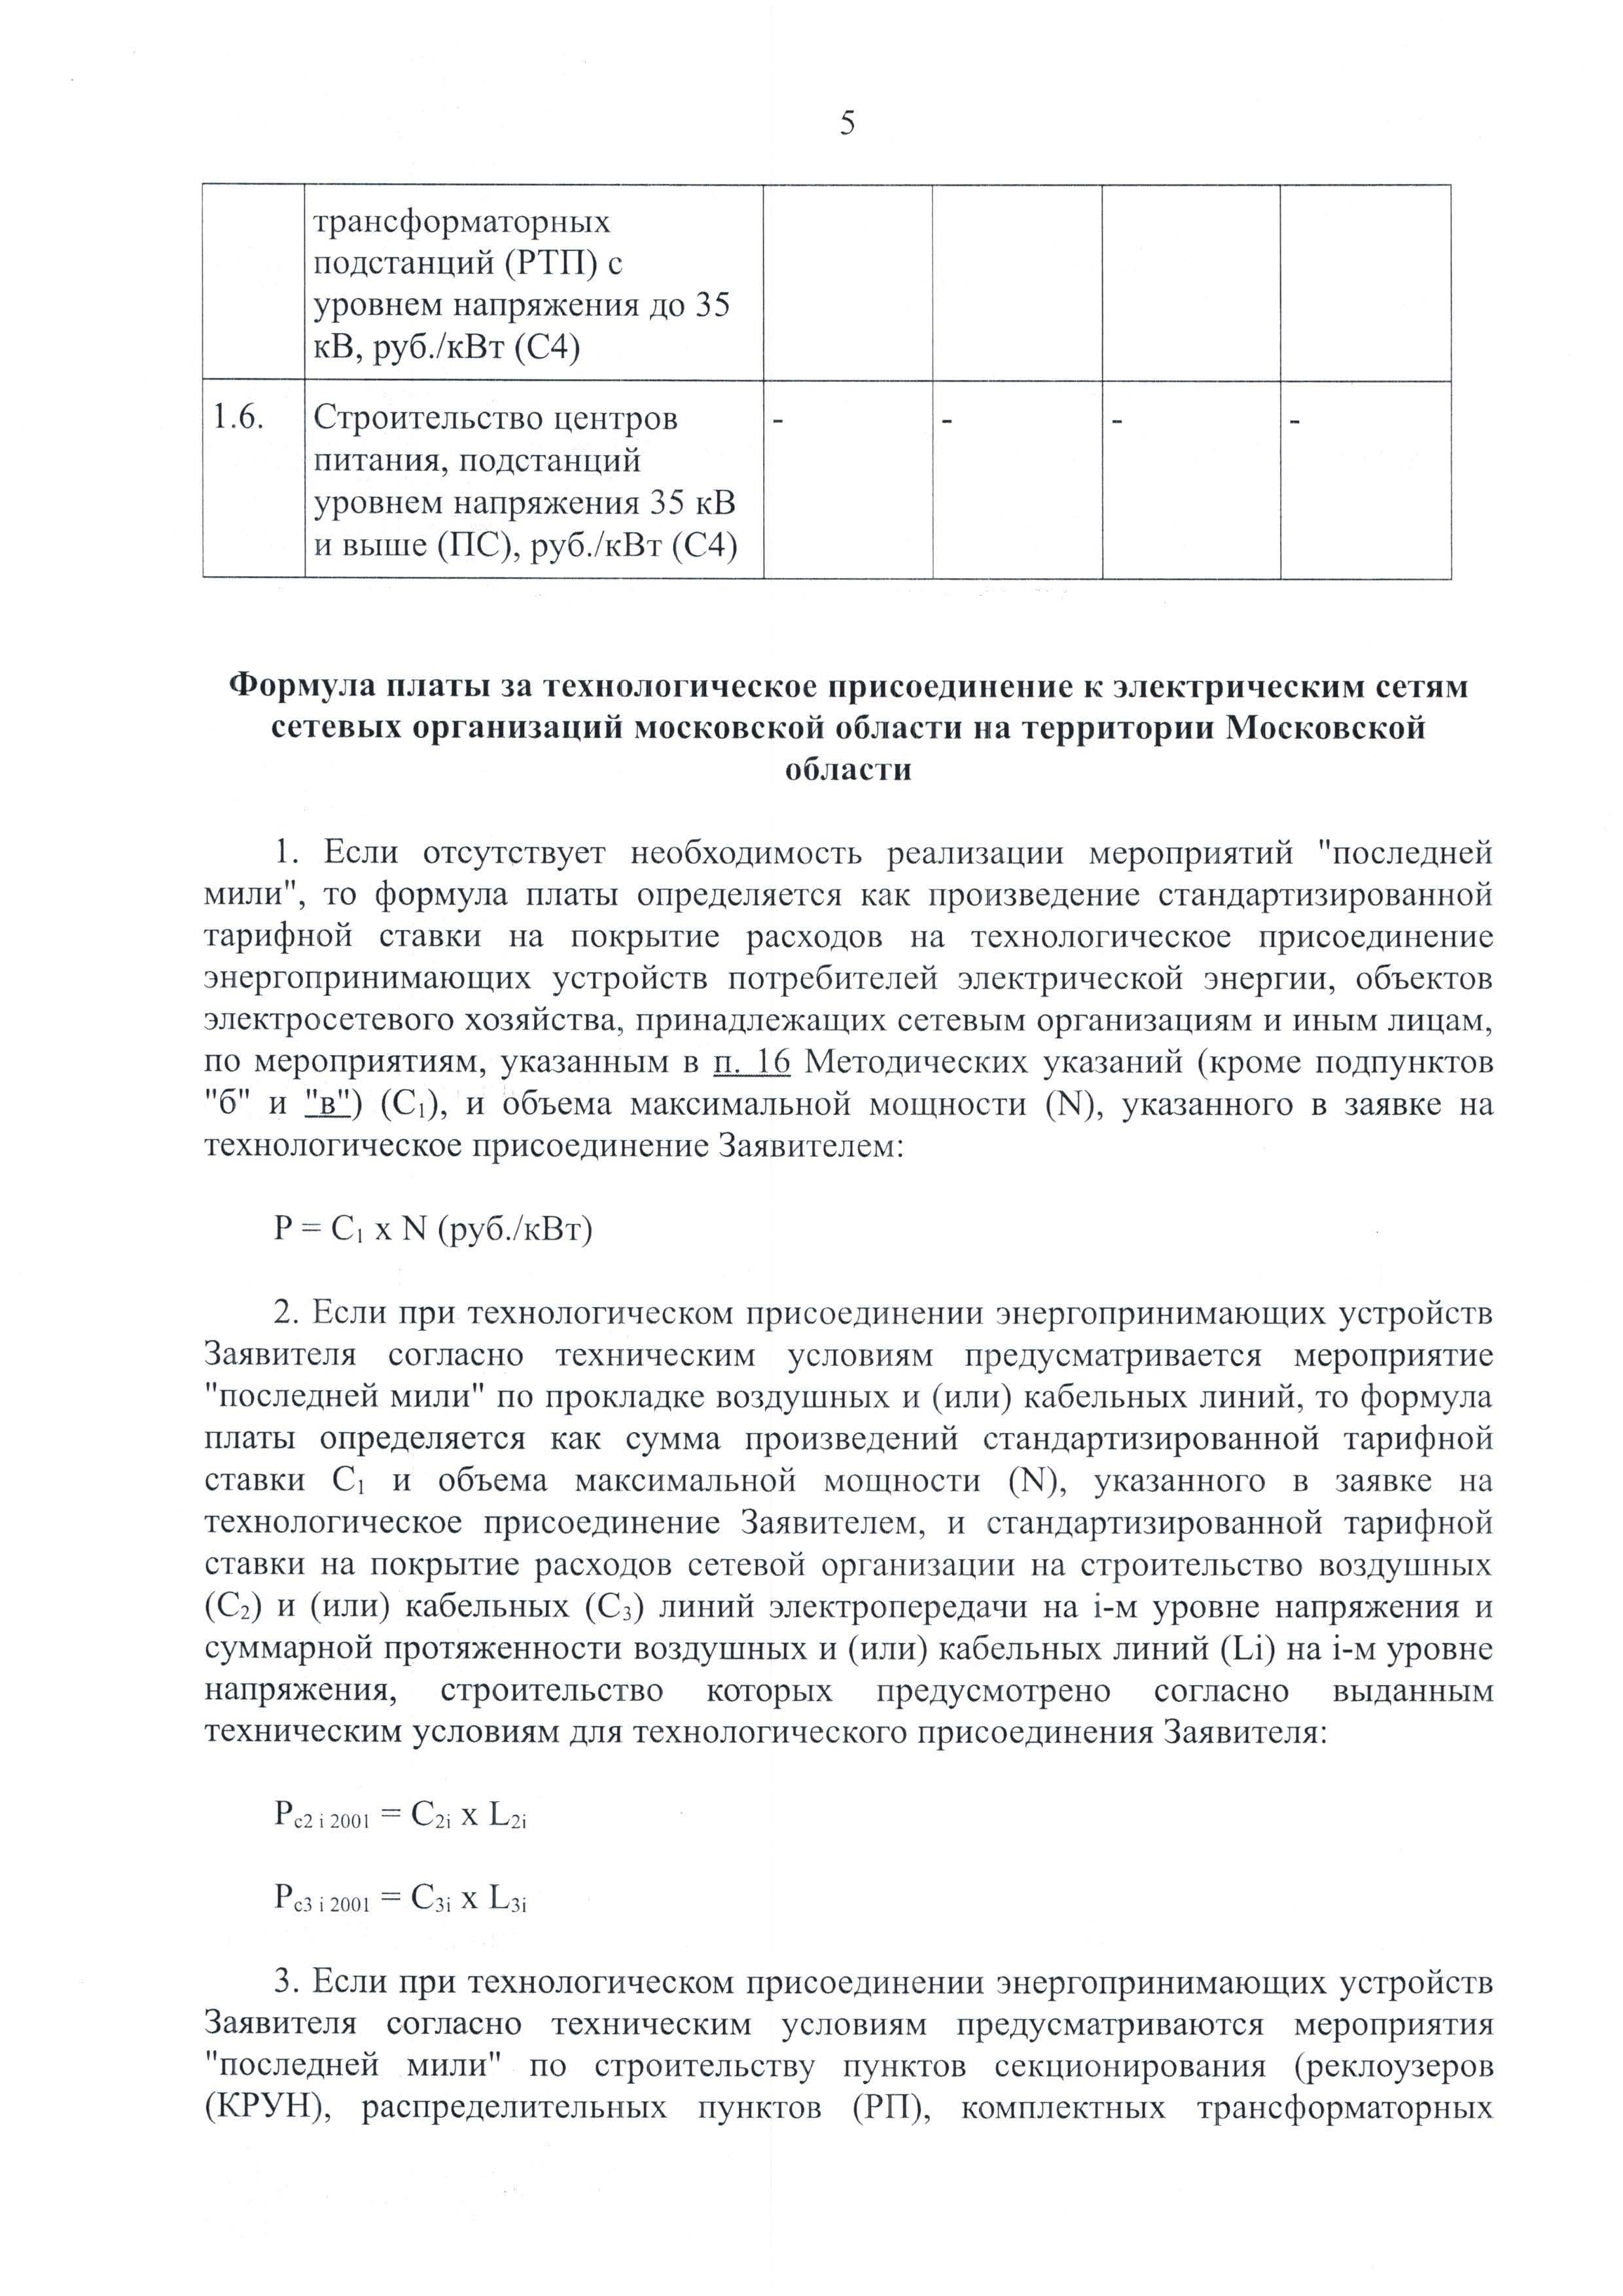 5
трансформаторных
подстанций (РТП) с
уровнем напряжения до 35
кВ, руб./кВт (С4)
1.6.
Строительство центров
питания, подстанций
уровнем напряжения 35 кВ
и выше (ПС), руб./кВт (С4)
-
-
-
-
Формула платы за технологическое присоединение к электрическим сетям
сетевых организаций московской области на территории Московской
области
1. Если отсутствует необходимость реализации мероприятий "последней
мили", то формула платы определяется как произведение стандартизированной
тарифной ставки на покрытие расходов на технологическое присоединение
энергопринимающих устройств потребителей электрической энергии, объектов
электросетевого хозяйства, принадлежащих сетевым организациям и иным лицам,
по мероприятиям, указанным в п. 16 Методических указаний (кроме подпунктов
"б" и "в") (С₁), и объема максимальной мощности (N), указанного в заявке на
технологическое присоединение Заявителем:
Р = С₁ х N (руб./кВт)
2. Если при технологическом присоединении энергопринимающих устройств
Заявителя согласно техническим условиям предусматривается мероприятие
"последней мили" по прокладке воздушных и (или) кабельных линий, то формула
платы определяется как сумма произведений стандартизированной тарифной
ставки С₁ и объема максимальной мощности (N), указанного в заявке на
технологическое присоединение Заявителем, и стандартизированной тарифной
ставки на покрытие расходов сетевой организации на строительство воздушных
(С₂) и (или) кабельных (С₃) линий электропередачи на i-м уровне напряжения и
суммарной протяженности воздушных и (или) кабельных линий (Li) на i-м уровне
напряжения, строительство которых предусмотрено согласно выданным
техническим условиям для технологического присоединения Заявителя:
Рс2 i 2001 = С2i х L2i
Рс3 i 2001 = С3i х L3i
3. Если при технологическом присоединении энергопринимающих устройств
Заявителя согласно техническим условиям предусматриваются мероприятия
"последней мили" по строительству пунктов секционирования (реклоузеров
(КРУН), распределительных пунктов (РП), комплектных трансформаторных